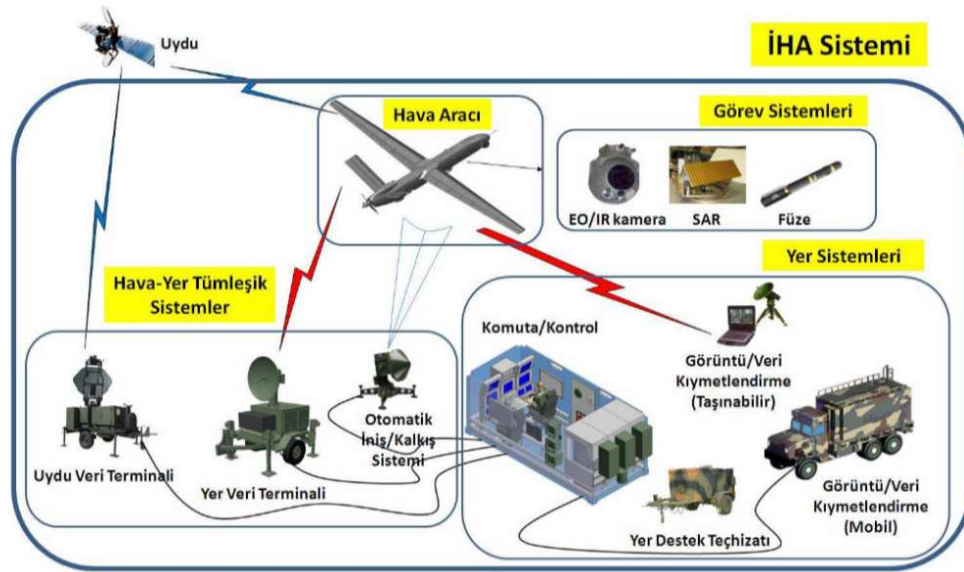 Uydu
İHA Sistemi
Hava Aracı
Görev Sistemleri
EO/IR kamera
SAR
Füze
Hava-Yer Tümleşik
Sistemler
Yer Sistemleri
Komuta/Kontrol
Görüntü/Veri
Kıymetlendirme
(Taşınabilir)
Otomatik
İniş/Kalkış
Sistemi
Uydu Veri Terminali
Yer Veri Terminali
Yer Destek Teçhizatı
Görüntü/Veri
Kıymetlendirme
(Mobil)